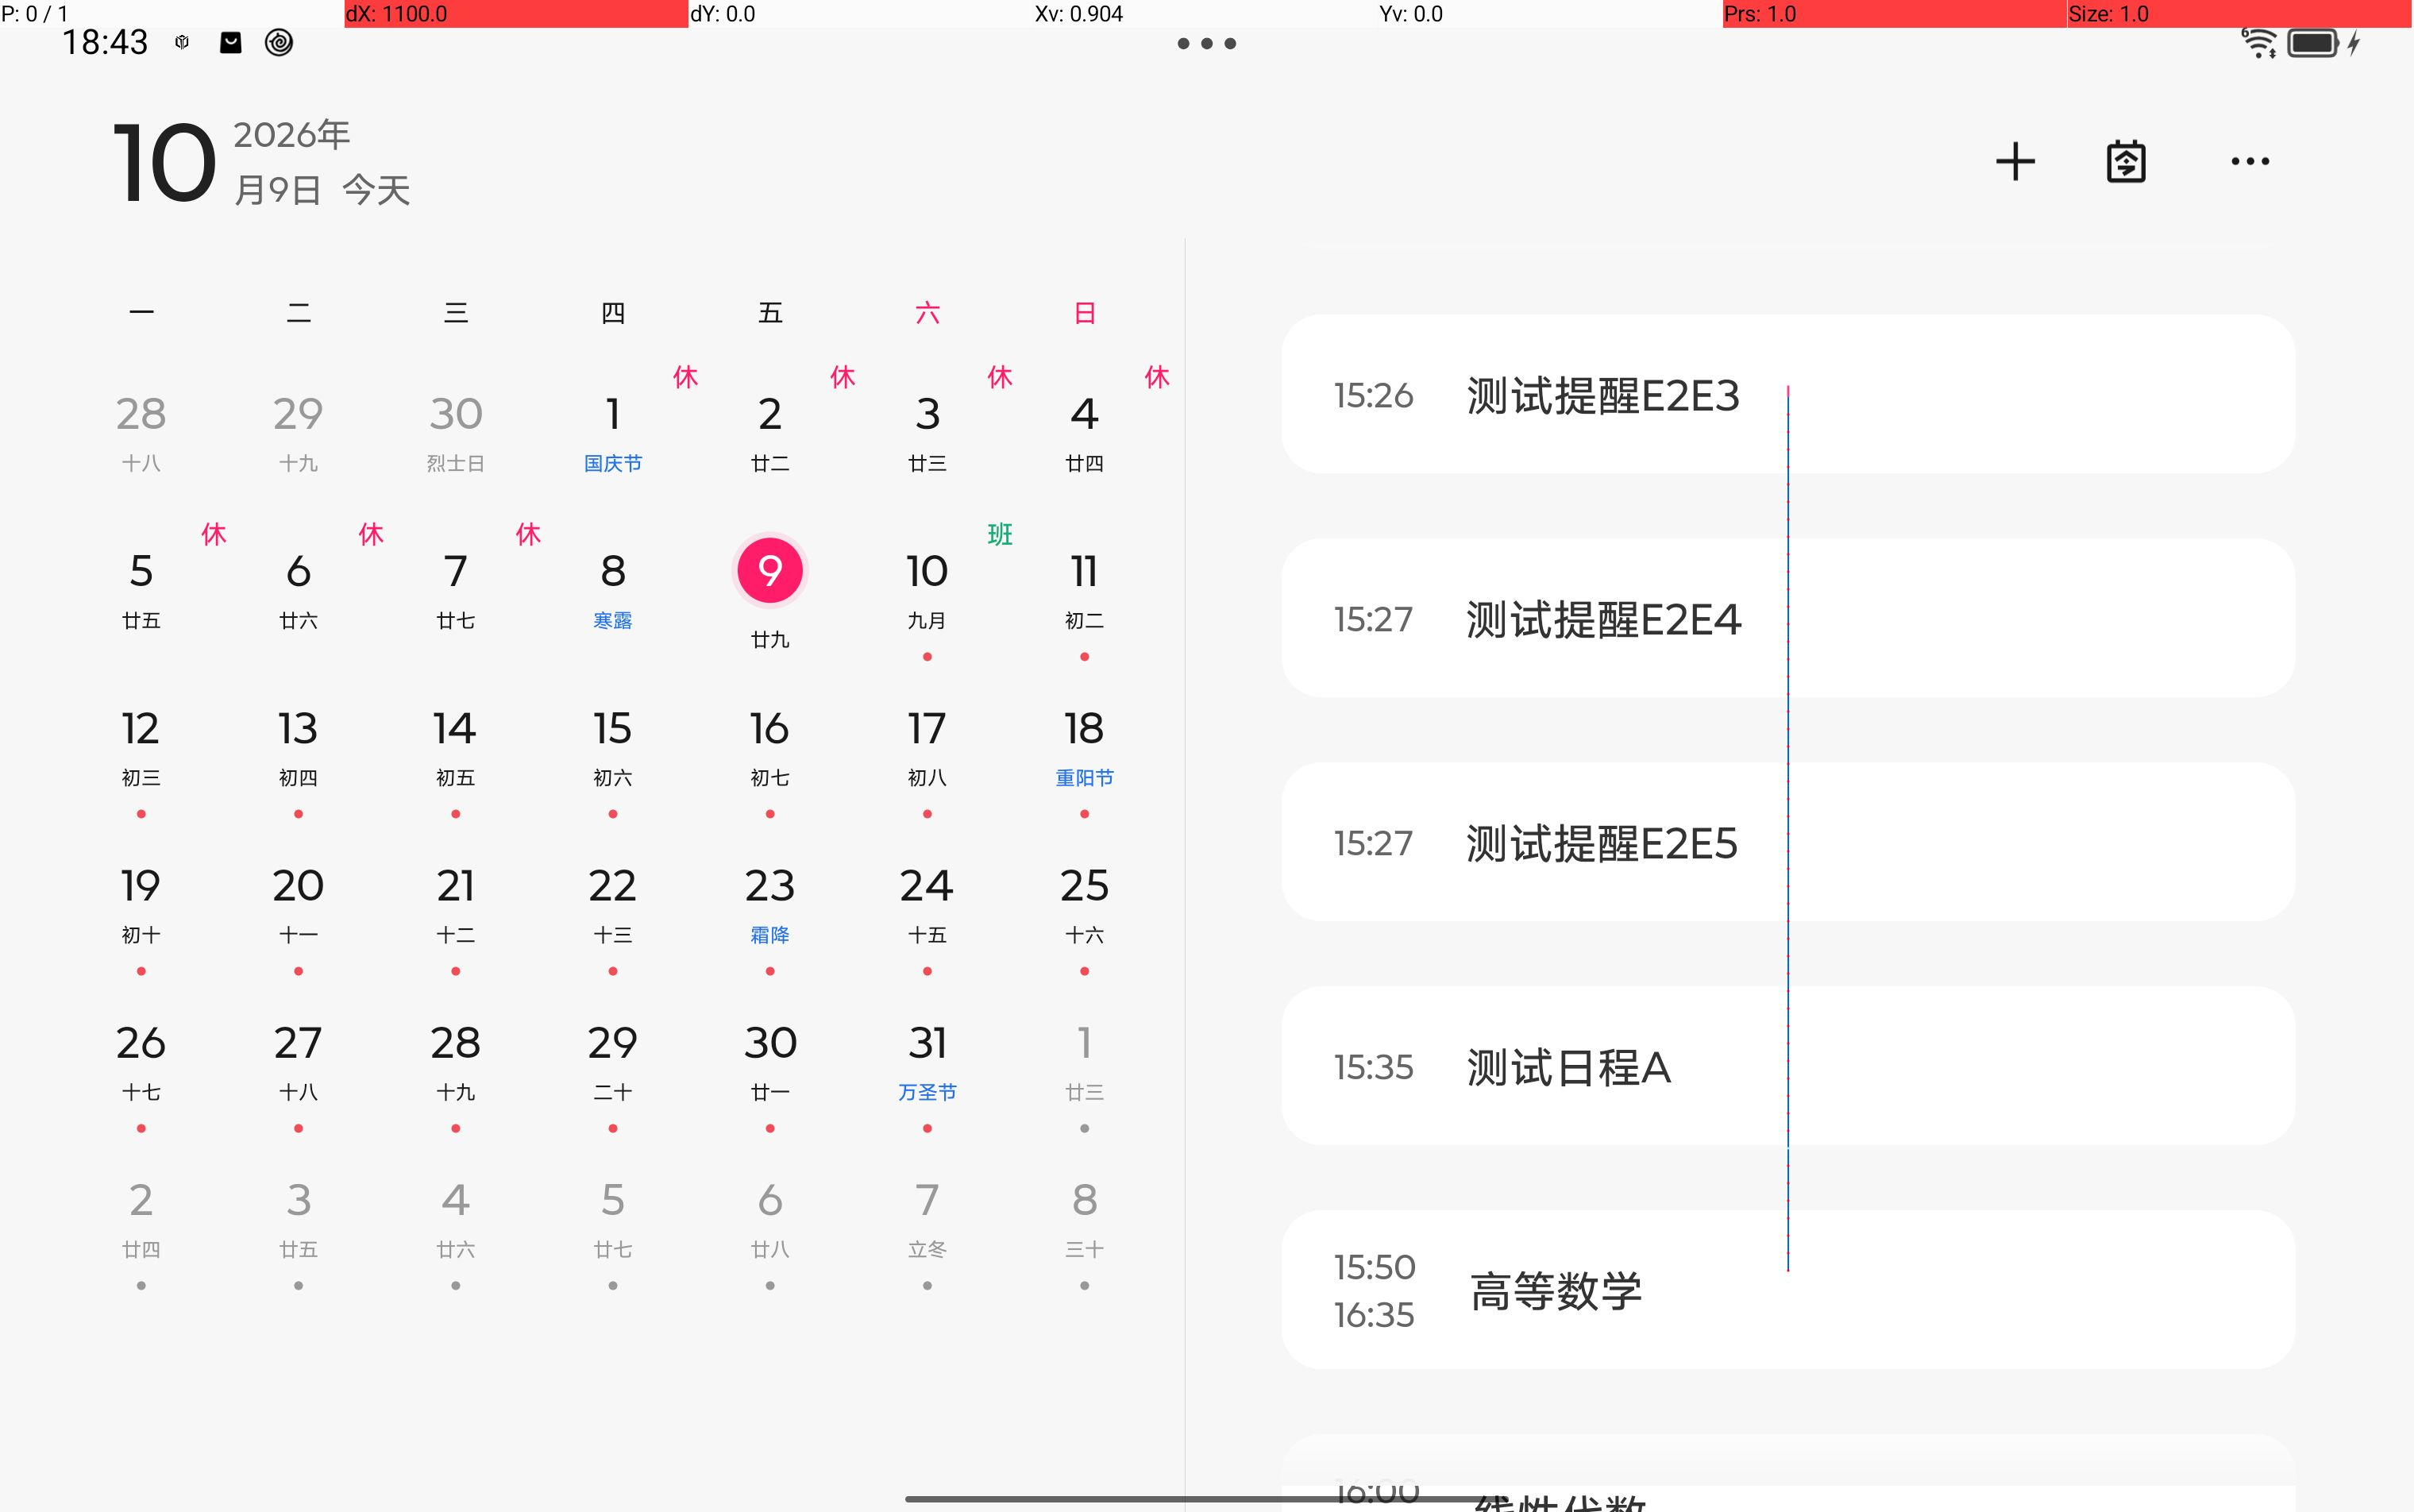 P: 0 / 1 dX: 1100.0 dY: 0.0 Xv: 0.904 Yv: 0.0 Prs: 1.0 Size: 1.0
18:43
6
10
2026年
月9日 今天
今
一 二 三 四 五 六 日
休 休 休 休
28 29 30 1 2 3 4
十八 十九 烈士日 国庆节 廿二 廿三 廿四
休 休 休 班
5 6 7 8 9 10 11
廿五 廿六 廿七 寒露 廿九 九月 初二
12 13 14 15 16 17 18
初三 初四 初五 初六 初七 初八 重阳节
19 20 21 22 23 24 25
初十 十一 十二 十三 霜降 十五 十六
26 27 28 29 30 31 1
十七 十八 十九 二十 廿一 万圣节 廿三
2 3 4 5 6 7 8
廿四 廿五 廿六 廿七 廿八 立冬 三十
15:26 测试提醒E2E3
15:27 测试提醒E2E4
15:27 测试提醒E2E5
15:35 测试日程A
15:50
16:35
高等数学
16:00 线性代数